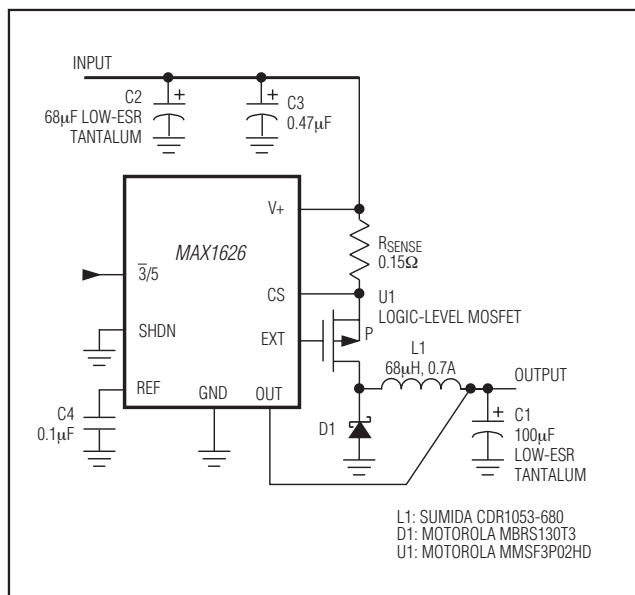 INPUT
C2
68µF LOW-ESR
TANTALUM
+
C3
0.47µF
+
MAX1626
V+
RSENSE
0.15Ω
3̅/5
CS
U1
LOGIC-LEVEL MOSFET
SHDN
EXT
P
L1
68µH, 0.7A
REF
GND
OUT
OUTPUT
C4
0.1µF
D1
+
C1
100µF
LOW-ESR
TANTALUM
L1: SUMIDA CDR1053-680
D1: MOTOROLA MBRS130T3
U1: MOTOROLA MMSF3P02HD